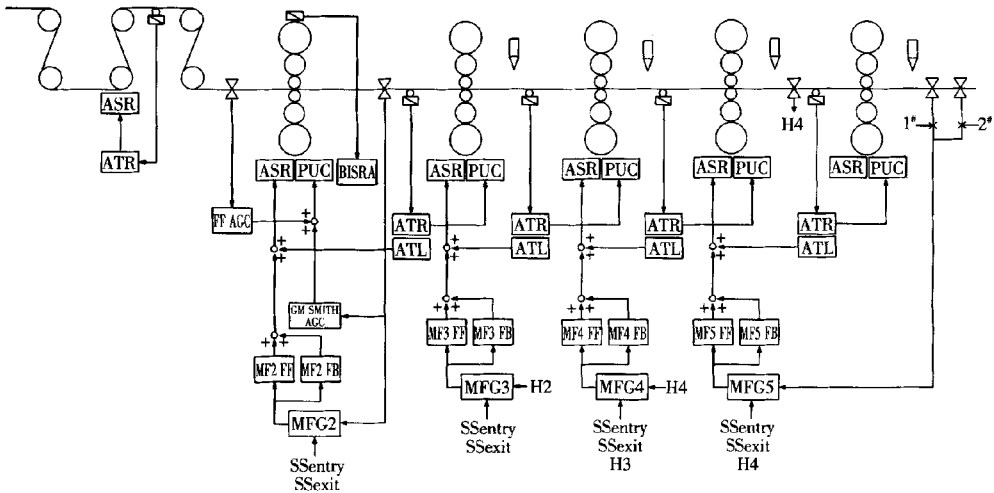 ASR
ATR
H4
1#
2#
ASR PUC BISRA
ASR PUC
ASR PUC
ASR PUC
ASR PUC
FF AGC
+
+
ATR
ATR
ATR
ATR
ATL
ATL
ATL
ATL
+
+
+
+
+
+
+
+
GM SMITH
AGC
+ +
+ +
+ +
+ +
MF2 FF
MF2 FB
MF3 FF
MF3 FB
MF4 FF
MF4 FB
MF5 FF
MF5 FB
MFG2
MFG3
H2
MFG4
H4
MFG5
SSentry
SSexit
SSentry
SSexit
SSentry
SSexit
H3
SSentry
SSexit
H4